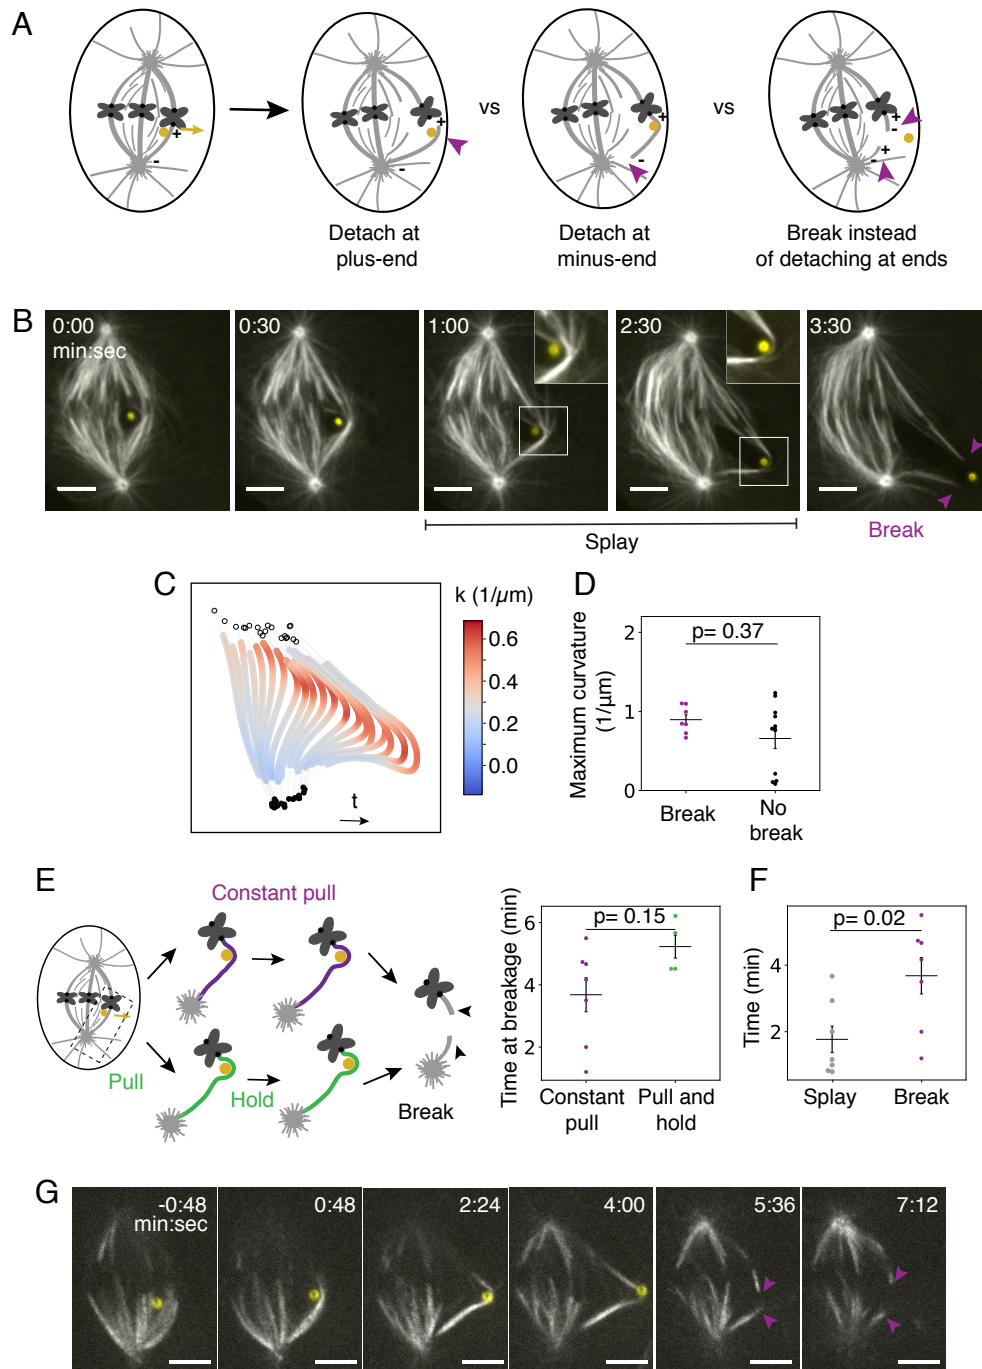 A
+
-
+
-
vs
+
-
vs
+
-
+
-
Detach at
plus-end
Detach at
minus-end
Break instead
of detaching at ends
B
0:00
min:sec
0:30
1:00
2:30
3:30
Splay
Break
C
k (1/μm)
0.6
0.4
0.2
0.0
t
D
Maximum curvature
(1/μm)
2
1
0
p= 0.37
Break
No
break
E
Constant pull
Pull
Hold
Break
Time at breakage (min)
6
4
2
p= 0.15
Constant
pull
Pull and
hold
F
Time (min)
4
2
p= 0.02
Splay
Break
G
-0:48
min:sec
0:48
2:24
4:00
5:36
7:12